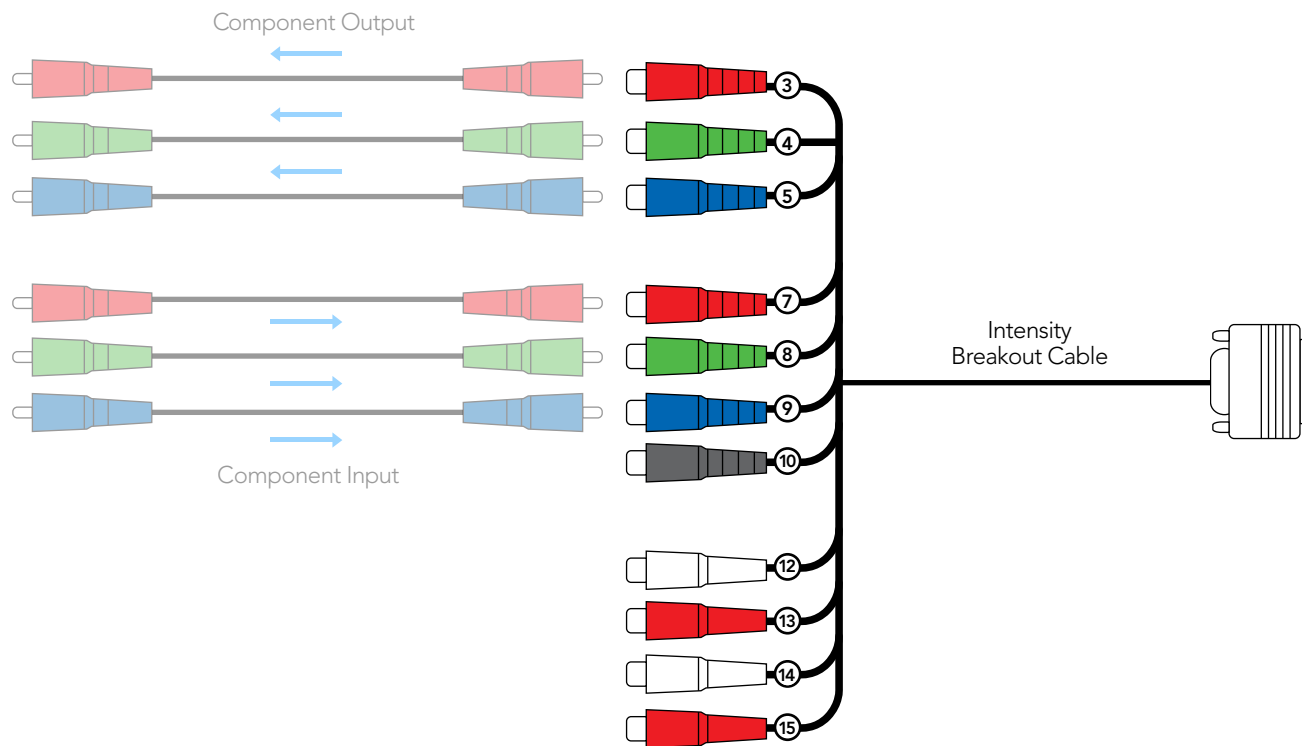 Component Output
3
4
5
7
8
9
10
Component Input
12
13
14
15
Intensity
Breakout Cable